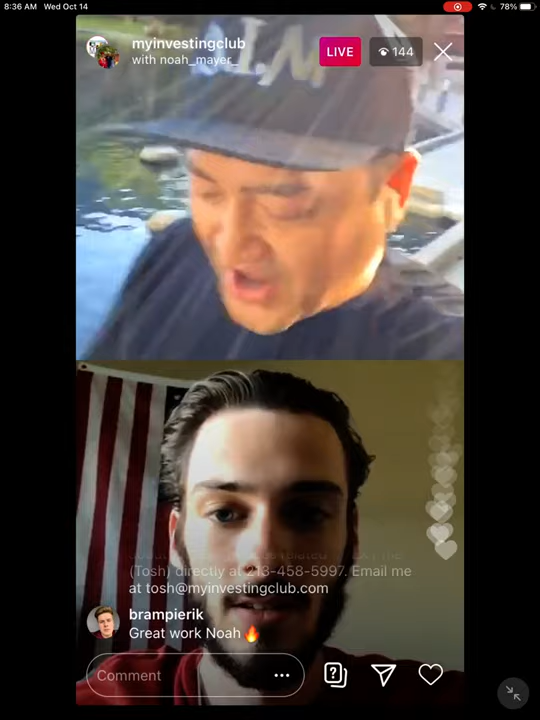 8:36 AM Wed Oct 14
78%
myinvestingclub
with noah_mayer_
LIVE
144
(Tosh) directly at 213-458-5997. Email me
at tosh@myinvestingclub.com
brampierik
Great work Noah🔥
Comment